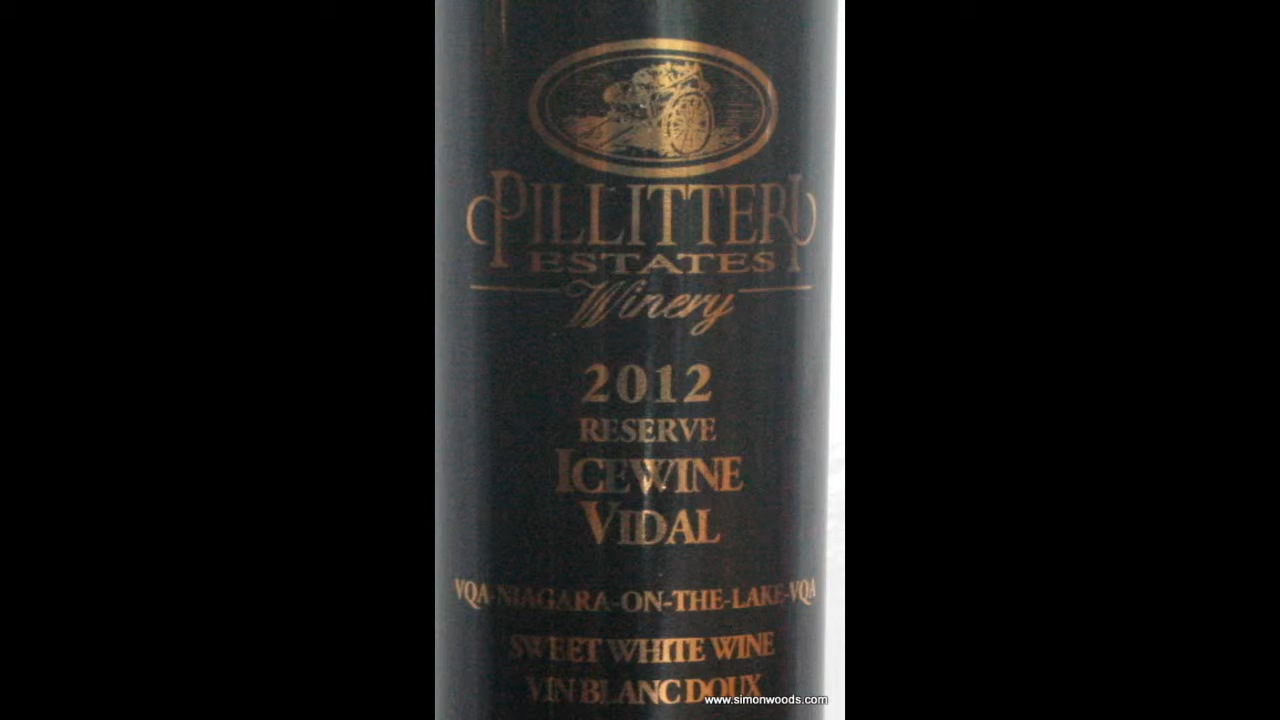 PILLITTERI
ESTATES
Winery
2012
RESERVE
ICEWINE
VIDAL
VQA-NIAGARA-ON-THE-LAKE-VQA
SWEET WHITE WINE
VIN BLANC DOUX
www.simonwoods.com